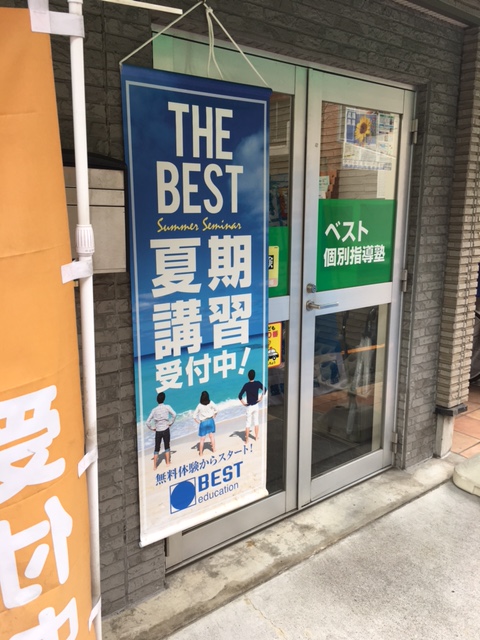 THE
BEST
Summer Seminar
夏期
講習
受付中!
無料体験からスタート!
BEST
education
ベスト
個別指導塾
受付中